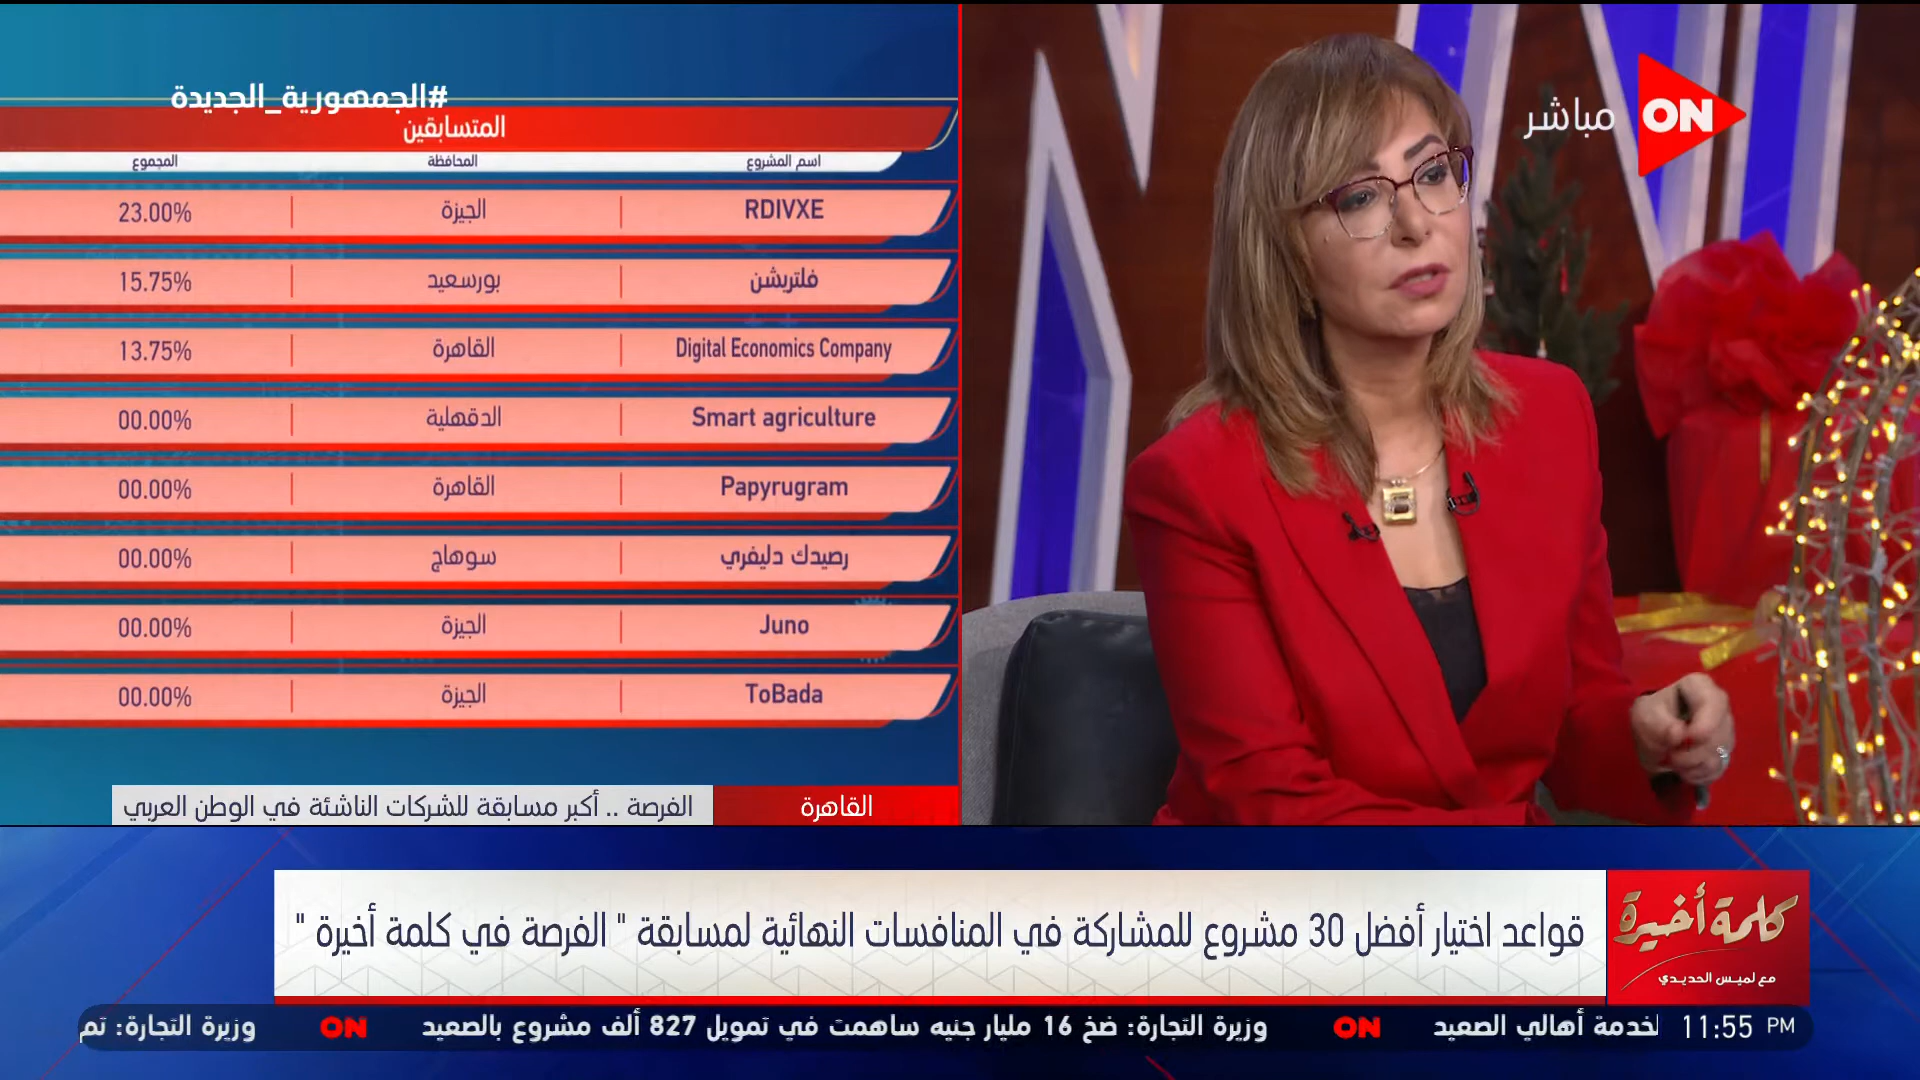 #الجمهورية_الجديدة
المتسابقين
اسم المشروع المحافظة المجموع
RDIVXE الجيزة 23.00%
فلتريشن بورسعيد 15.75%
Digital Economics Company القاهرة 13.75%
Smart agriculture الدقهلية 00.00%
Papyrugram القاهرة 00.00%
رصيدك دليفري سوهاج 00.00%
Juno الجيزة 00.00%
ToBada الجيزة 00.00%
ON مباشر
القاهرة
الفرصة .. أكبر مسابقة للشركات الناشئة في الوطن العربي
كلمة أخيرة
مع لميس الحديدي
قواعد اختيار أفضل 30 مشروع للمشاركة في المنافسات النهائية لمسابقة " الفرصة في كلمة أخيرة "
11:55 PM
لخدمة أهالي الصعيد ON وزيرة التجارة: ضخ 16 مليار جنيه ساهمت في تمويل 827 ألف مشروع بالصعيد ON وزيرة التجارة: تم